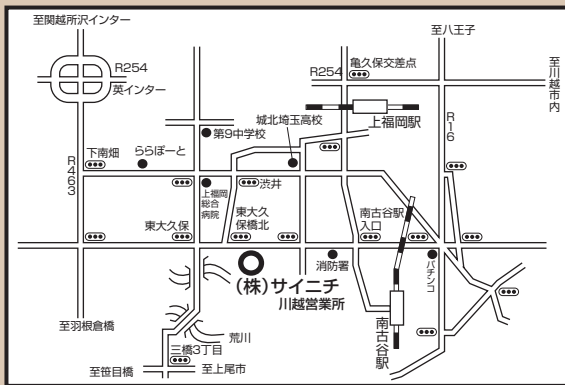 至関越所沢インター
至八王子
R254
英インター
亀久保交差点
R254
至川越市内
上福岡駅
R16
城北埼玉高校
第9中学校
下南畑
ららぽーと
R463
上福岡
総合
病院
渋井
東大久保
東大久
保橋北
南古谷駅
入口
消防署
パチンコ
(株)サイニチ
川越営業所
南古谷駅
至羽根倉橋
荒川
三橋3丁目
至笹目橋
至上尾市